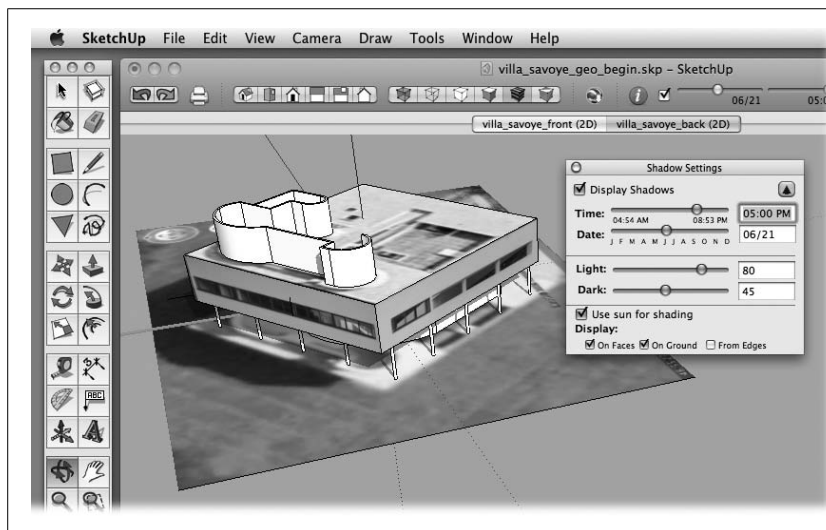 SketchUp File Edit View Camera Draw Tools Window Help
villa_savoye_geo_begin.skp – SketchUp
06/21
villa_savoye_front (2D) villa_savoye_back (2D)
Shadow Settings
Display Shadows
Time: 05:00 PM
04:54 AM 08:53 PM
Date: 06/21
J F M A M J J A S O N D
Light: 80
Dark: 45
Use sun for shading
Display:
On Faces On Ground From Edges
ABC